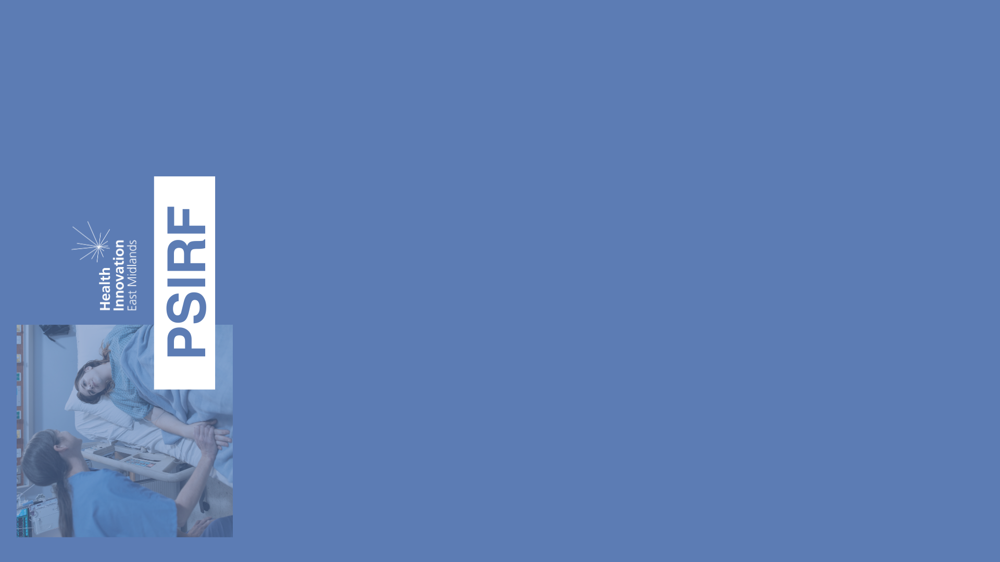 Health
Innovation
East Midlands
PSIRF